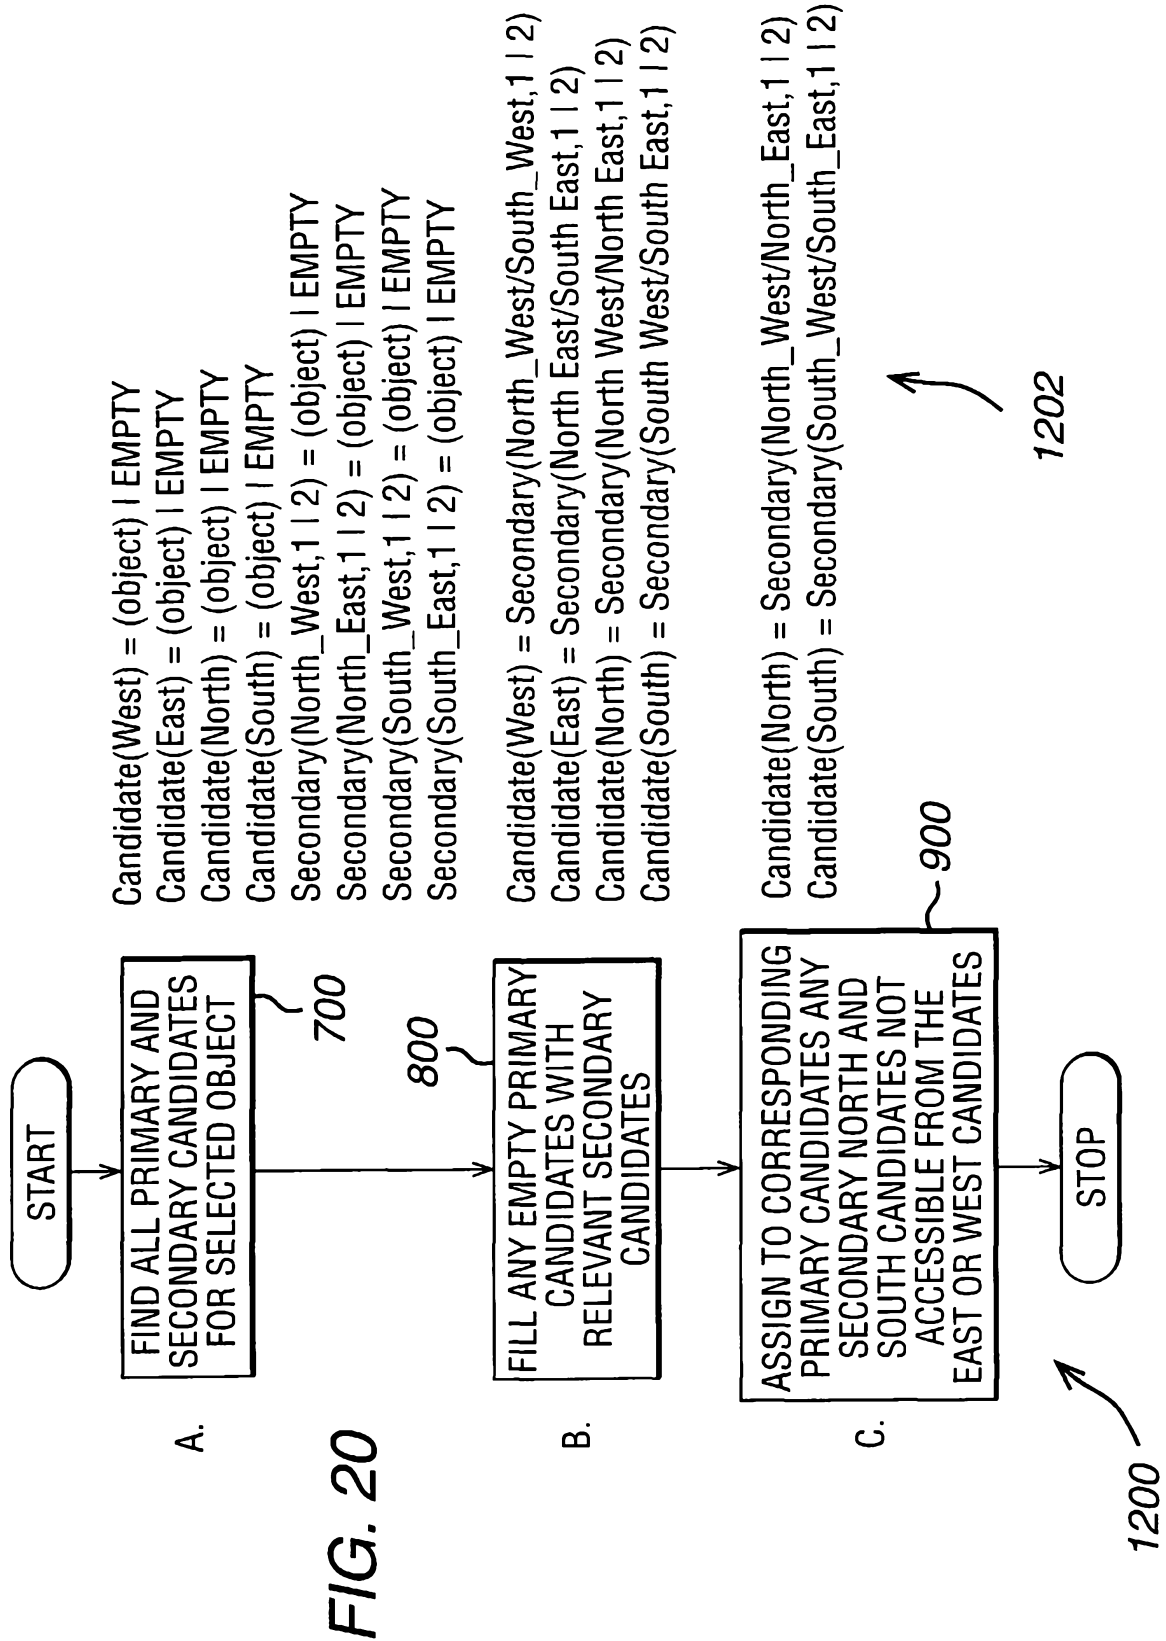 FIG. 20
START
A.
FIND ALL PRIMARY AND
SECONDARY CANDIDATES
FOR SELECTED OBJECT
700
Candidate(West) = (object) | EMPTY
Candidate(East) = (object) | EMPTY
Candidate(North) = (object) | EMPTY
Candidate(South) = (object) | EMPTY
Secondary(North_West,1 | 2) = (object) | EMPTY
Secondary(North_East,1 | 2) = (object) | EMPTY
Secondary(South_West,1 | 2) = (object) | EMPTY
Secondary(South_East,1 | 2) = (object) | EMPTY
B.
FILL ANY EMPTY PRIMARY
CANDIDATES WITH
RELEVANT SECONDARY
CANDIDATES
800
Candidate(West) = Secondary(North_West/South_West,1 | 2)
Candidate(East) = Secondary(North East/South East,1 | 2)
Candidate(North) = Secondary(North West/North East,1 | 2)
Candidate(South) = Secondary(South West/South East,1 | 2)
C.
ASSIGN TO CORRESPONDING
PRIMARY CANDIDATES ANY
SECONDARY NORTH AND
SOUTH CANDIDATES NOT
ACCESSIBLE FROM THE
EAST OR WEST CANDIDATES
900
Candidate(North) = Secondary(North_West/North_East,1 | 2)
Candidate(South) = Secondary(South_West/South_East,1 | 2)
STOP
1200
1202